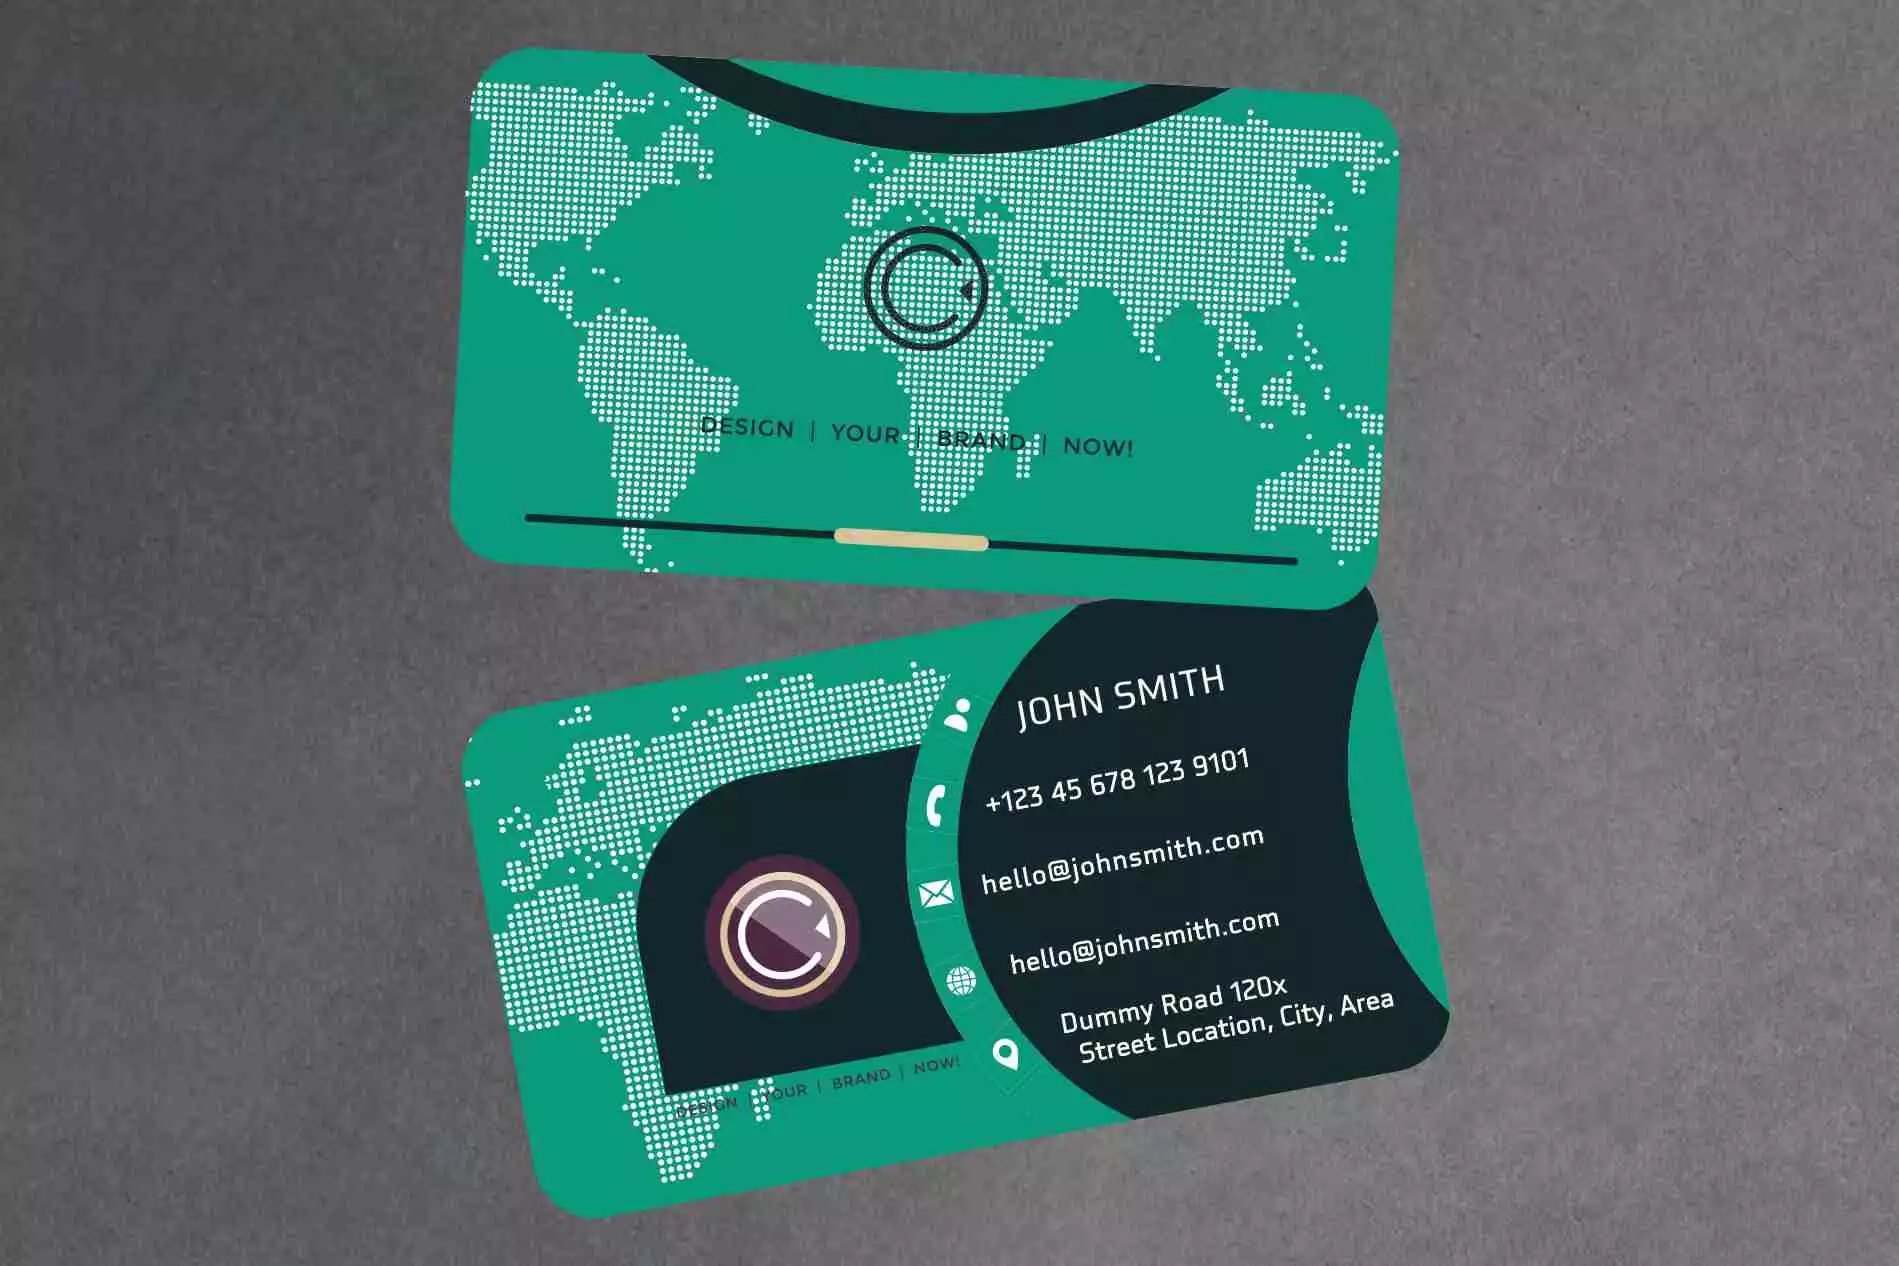 DESIGN | YOUR | BRAND | NOW!
JOHN SMITH
+123 45 678 123 9101
hello@johnsmith.com
hello@johnsmith.com
Dummy Road 120x
Street Location, City, Area
DESIGN | YOUR | BRAND | NOW!